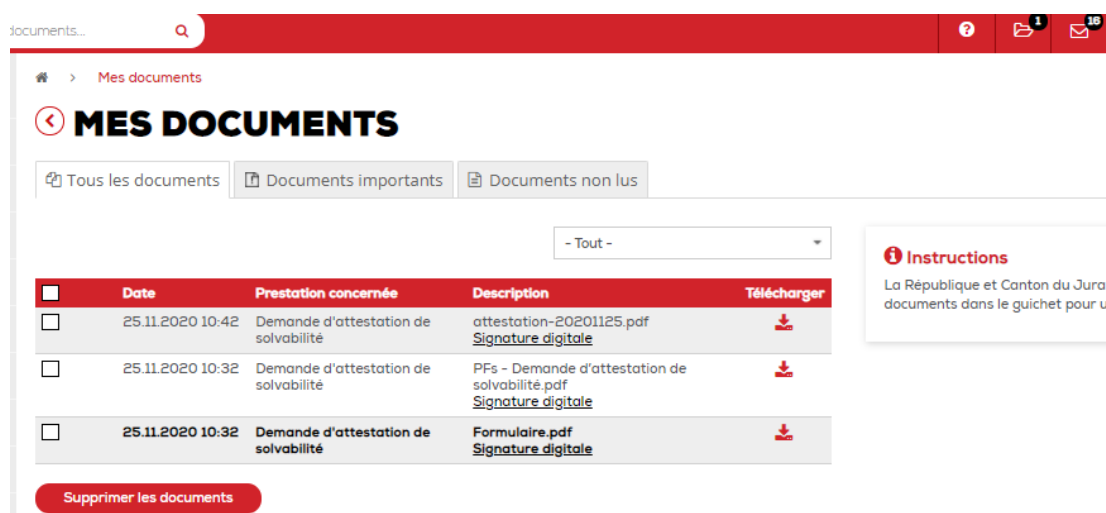 documents...
1
16
> Mes documents
MES DOCUMENTS
Tous les documents
Documents importants
Documents non lus
- Tout -
Instructions
La République et Canton du Jura
documents dans le guichet pour u
Date Prestation concernée Description Télécharger
25.11.2020 10:42 Demande d'attestation de attestation-20201125.pdf
solvabilité Signature digitale
25.11.2020 10:32 Demande d'attestation de PFs - Demande d'attestation de
solvabilité solvabilité.pdf
Signature digitale
25.11.2020 10:32 Demande d'attestation de Formulaire.pdf
solvabilité Signature digitale
Supprimer les documents